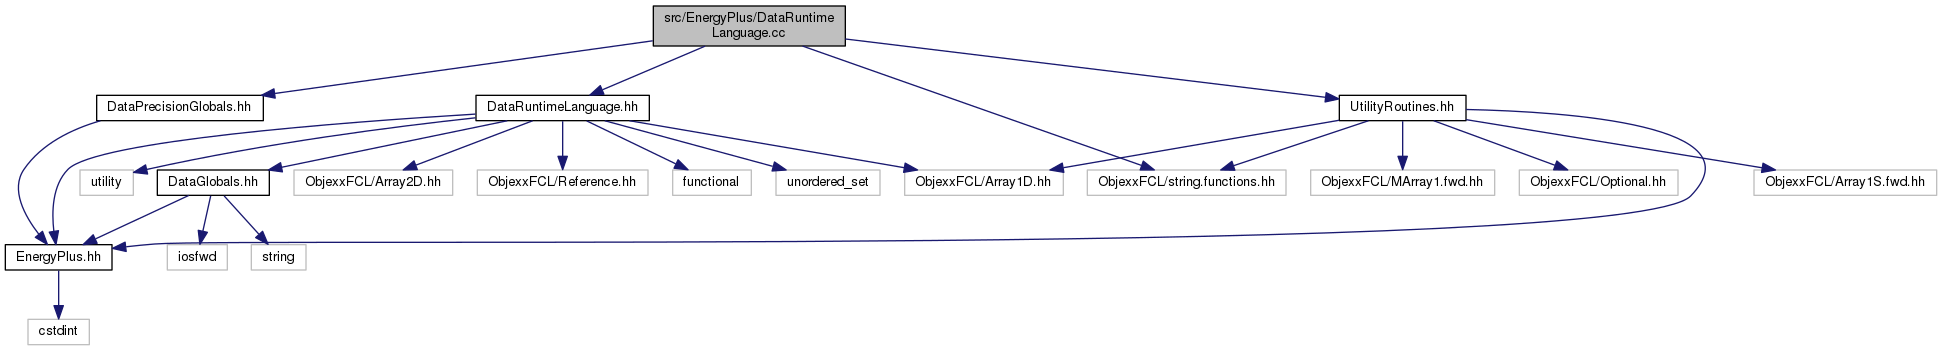 src/EnergyPlus/DataRuntime
Language.cc
DataPrecisionGlobals.hh
DataRuntimeLanguage.hh
UtilityRoutines.hh
utility
DataGlobals.hh
ObjexxFCL/Array2D.hh
ObjexxFCL/Reference.hh
functional
unordered_set
ObjexxFCL/Array1D.hh
ObjexxFCL/string.functions.hh
ObjexxFCL/MArray1.fwd.hh
ObjexxFCL/Optional.hh
ObjexxFCL/Array1S.fwd.hh
EnergyPlus.hh
iosfwd
string
cstdint